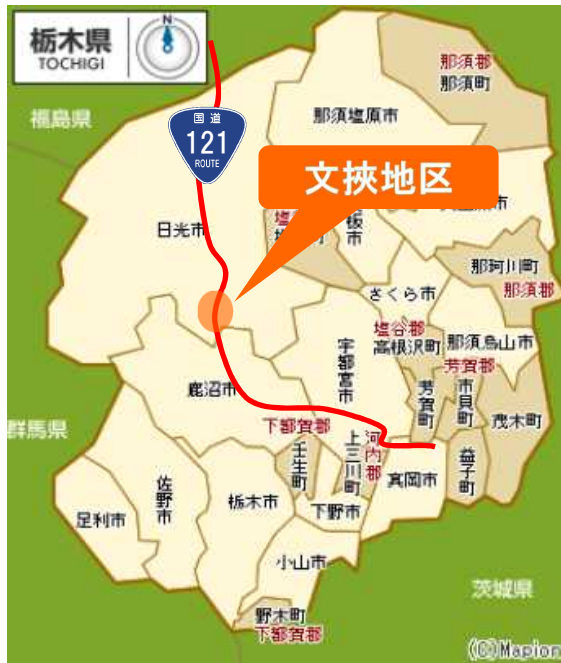 栃木県
TOCHIGI
N
福島県
国道
121
ROUTE
那須郡
那須町
那須塩原市
文挾地区
日光市
塩
市
板
市
那珂川町
那須郡
さくら市
塩谷郡
高根沢町
那須烏山市
芳賀郡
宇都宮市
芳賀町
市貝町
茂木町
鹿沼市
群馬県
下都賀郡
壬生町
上三川町
河内郡
真岡市
益子町
佐野市
足利市
栃木市
下野市
小山市
野木町
下都賀郡
茨城県
(C)Mapion